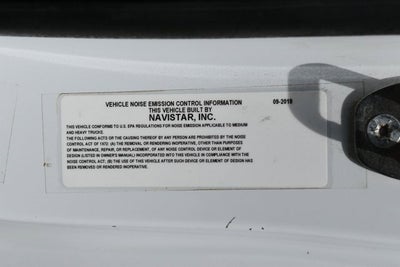 VEHICLE NOISE EMISSION CONTROL INFORMATION 09-2019
THIS VEHICLE BUILT BY
NAVISTAR, INC.
THIS VEHICLE CONFORMS TO U.S. EPA REGULATIONS FOR NOISE EMISSION APPLICABLE TO MEDIUM
AND HEAVY TRUCKS.
THE FOLLOWING ACTS OR THE CAUSING THEREOF BY ANY PERSON ARE PROHIBITED BY THE NOISE
CONTROL ACT OF 1972: (A) THE REMOVAL OR RENDERING INOPERATIVE, OTHER THAN PURPOSES
OF MAINTENANCE, REPAIR, OR REPLACEMENT, OF ANY NOISE CONTROL DEVICE OR ELEMENT OF
DESIGN (LISTED IN OWNER'S MANUAL) INCORPORATED INTO THIS VEHICLE IN COMPLIANCE WITH THE
NOISE CONTROL ACT; (B) THE USE OF THIS VEHICLE AFTER SUCH DEVICE OR ELEMENT OF DESIGN HAS
BEEN REMOVED OR RENDERED INOPERATIVE.